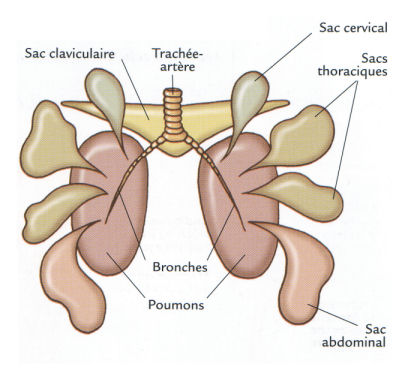 Sac cervical
Sac claviculaire
Trachée-
artère
Sacs
thoraciques
Bronches
Poumons
Sac
abdominal